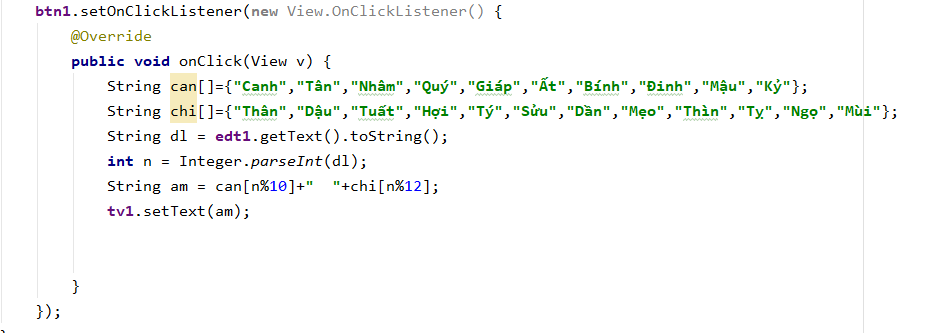 btn1.setOnClickListener(new View.OnClickListener() {
@Override
public void onClick(View v) {
String can[]={"Canh","Tân","Nhâm","Quý","Giáp","Ất","Bính","Đinh","Mậu","Kỷ"};
String chi[]={"Thân","Dậu","Tuất","Hợi","Tý","Sửu","Dần","Mẹo","Thìn","Tỵ","Ngọ","Mùi"};
String dl = edt1.getText().toString();
int n = Integer.parseInt(dl);
String am = can[n%10]+"  "+chi[n%12];
tv1.setText(am);
}
});